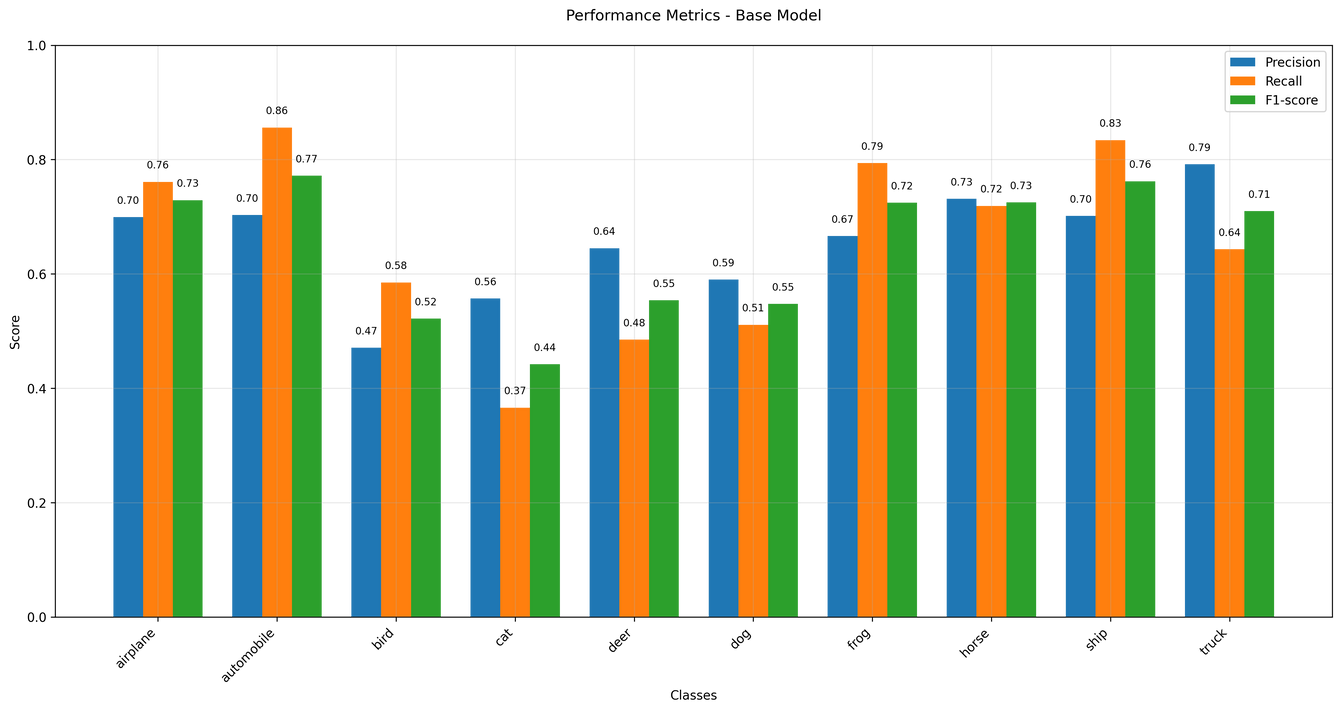 Performance Metrics - Base Model
1.0
0.8
0.6
0.4
0.2
0.0
Score
Precision
Recall
F1-score
0.70 0.76 0.73
0.70 0.86 0.77
0.47 0.58 0.52
0.56 0.37 0.44
0.64 0.48 0.55
0.59 0.51 0.55
0.67 0.79 0.72
0.73 0.72 0.73
0.70 0.83 0.76
0.79 0.64 0.71
airplane
automobile
bird
cat
deer
dog
frog
horse
ship
truck
Classes